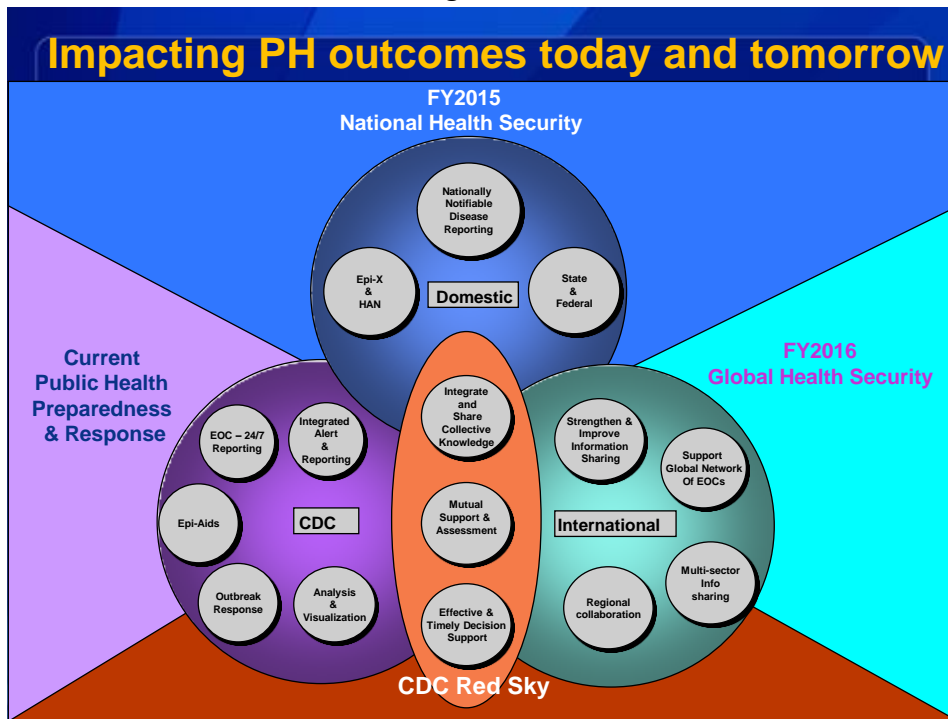 Impacting PH outcomes today and tomorrow
FY2015
National Health Security
Nationally
Notifiable
Disease
Reporting
Epi-X
&
HAN
Domestic
State
&
Federal
Current
Public Health
Preparedness
& Response
FY2016
Global Health Security
EOC – 24/7
Reporting
Integrated
Alert
&
Reporting
Epi-Aids
CDC
Outbreak
Response
Analysis
&
Visualization
Integrate
and
Share
Collective
Knowledge
Mutual
Support &
Assessment
Effective &
Timely Decision
Support
Strengthen &
Improve
Information
Sharing
Support
Global Network
Of EOCs
International
Regional
collaboration
Multi-sector
Info
sharing
CDC Red Sky